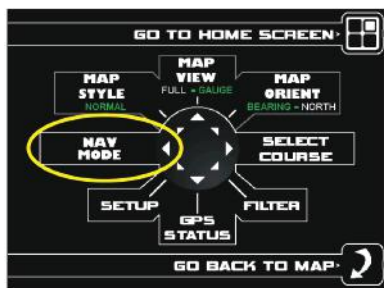 GO TO HOME SCREEN
MAP STYLE
NORMAL
MAP VIEW
FULL - GAUGE
MAP ORIENT
BEARING - NORTH
NAV MODE
SELECT COURSE
SETUP
GPS STATUS
FILTER
GO BACK TO MAP